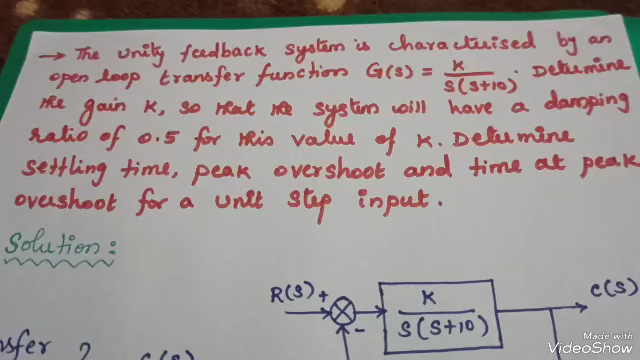 → The unity feedback system is characterised by an
open loop transfer function G(s) = K / S(S+10) . Determine
the gain K, so that the system will have a damping
ratio of 0.5 for this value of K. Determine
settling time, peak overshoot and time at peak
overshoot for a unit step input.
Solution:
R(S) + K / S(S+10) C(S)
-
Made with
VideoShow